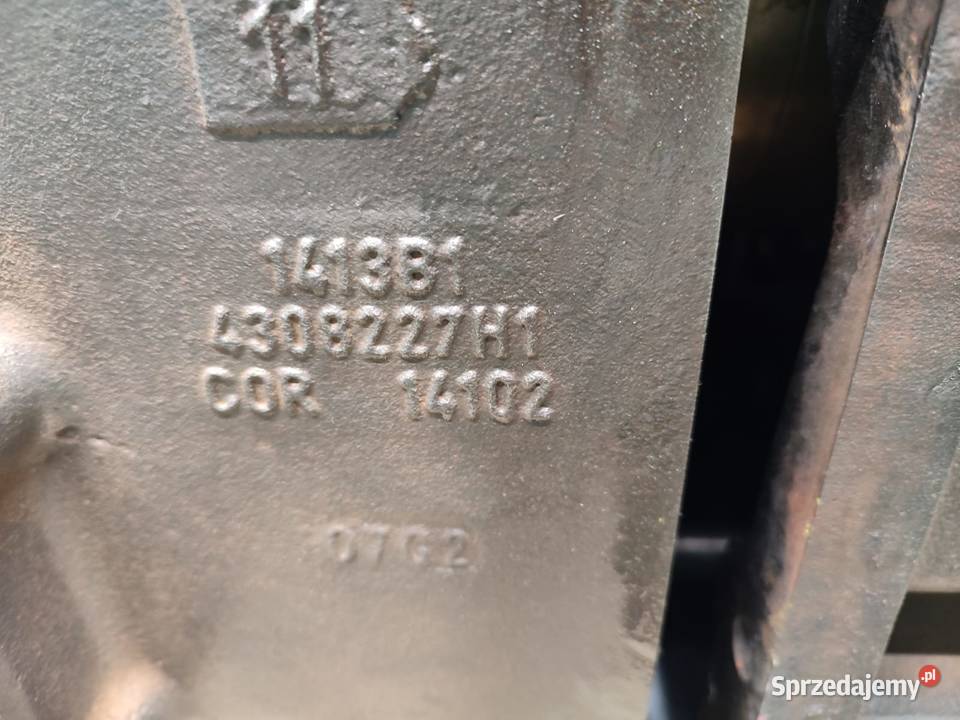 1413B1
4308227H1
COR 14102
07G2
Sprzedajemy.pl